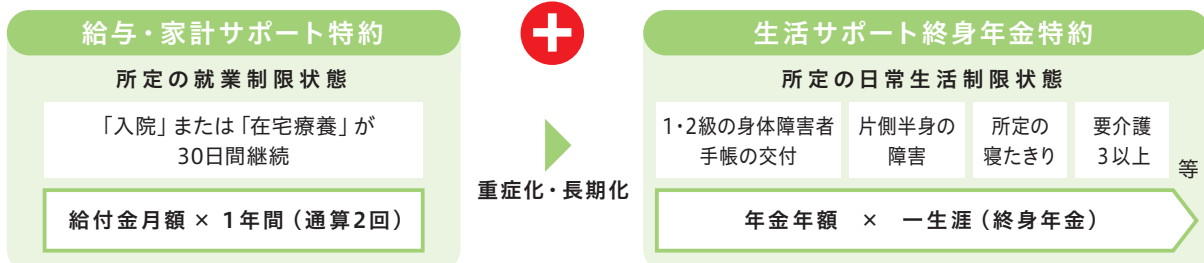 給与・家計サポート特約
所定の就業制限状態
「入院」または「在宅療養」が
30日間継続
給付金月額 × 1年間（通算2回）
重症化・長期化
生活サポート終身年金特約
所定の日常生活制限状態
1・2級の身体障害者
手帳の交付
片側半身の
障害
所定の
寝たきり
要介護
3以上
等
年金年額 × 一生涯（終身年金）